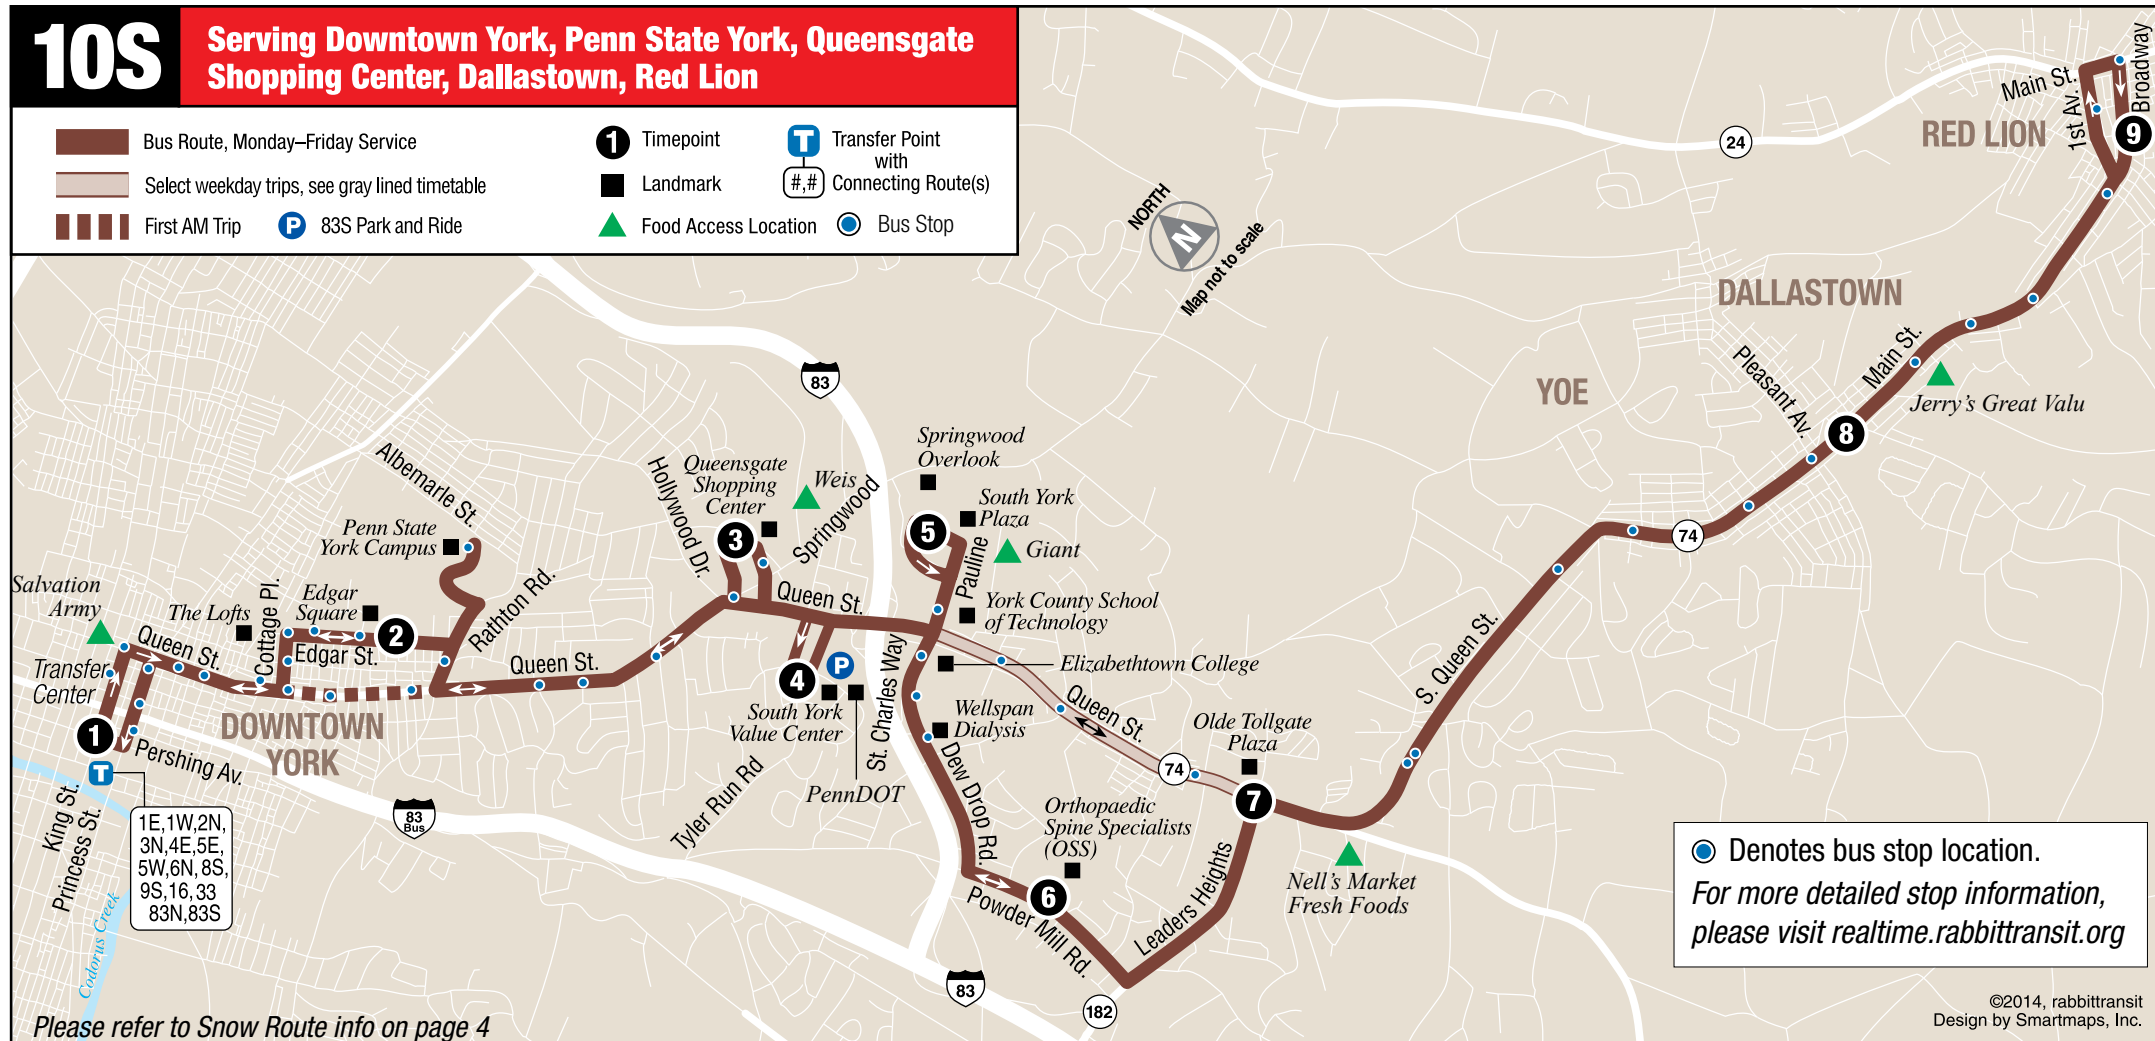 10S
Serving Downtown York, Penn State York, Queensgate
Shopping Center, Dallastown, Red Lion
Bus Route, Monday–Friday Service
Select weekday trips, see gray lined timetable
First AM Trip
P
83S Park and Ride
1
Timepoint
Landmark
Food Access Location
T
Transfer Point
with
#,#
Connecting Route(s)
Bus Stop
NORTH
N
Map not to scale
24
Main St.
1st Av.
Broadway
RED LION
9
DALLASTOWN
Pleasant Av.
Main St.
8
Jerry's Great Valu
YOE
74
S. Queen St.
83
Albemarle St.
Penn State
York Campus
Salvation
Army
The Lofts
Cottage Pl.
Edgar
Square
2
Edgar St.
Rathton Rd.
Queen St.
Transfer
Center
1
T
Pershing Av.
DOWNTOWN
YORK
Queen St.
King St.
Princess St.
Codorus Creek
1E,1W,2N,
3N,4E,5E,
5W,6N,8S,
9S,16,33
83N,83S
83
Bus
Hollywood Dr.
Queensgate
Shopping
Center
3
Weis
Springwood
Queen St.
4
P
South York
Value Center
PennDOT
Tyler Run Rd
St. Charles Way
Springwood
Overlook
5
South York
Plaza
Giant
Pauline
York County School
of Technology
Elizabethtown College
Wellspan
Dialysis
Dew Drop Rd.
Queen St.
74
Olde Tollgate
Plaza
7
Orthopaedic
Spine Specialists
(OSS)
6
Powder Mill Rd.
Leaders Heights
Nell's Market
Fresh Foods
83
182
Denotes bus stop location.
For more detailed stop information,
please visit realtime.rabbittransit.org
©2014, rabbittransit
Design by Smartmaps, Inc.
Please refer to Snow Route info on page 4